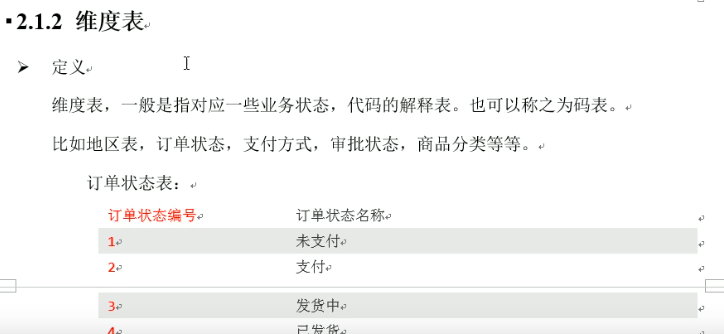 2.1.2 维度表
定义
维度表，一般是指对应一些业务状态，代码的解释表。也可以称之为码表。
比如地区表，订单状态，支付方式，审批状态，商品分类等等。
订单状态表：
订单状态编号 订单状态名称
1 未支付
2 支付
3 发货中
4 已发货